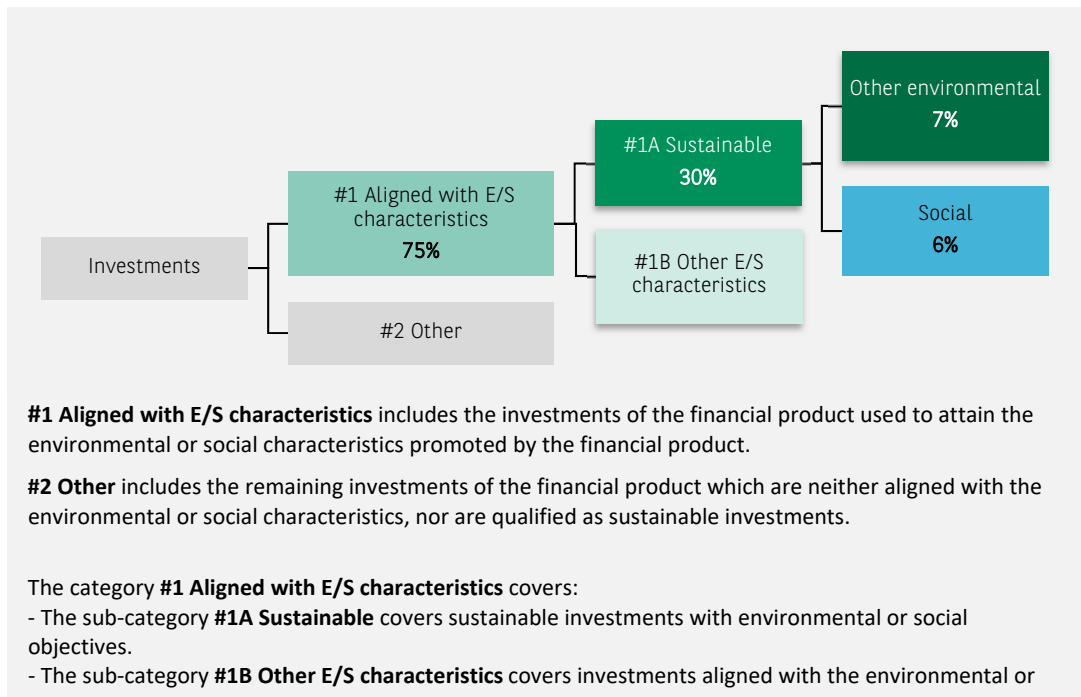 Other environmental
7%
#1A Sustainable
30%
#1 Aligned with E/S
characteristics
75%
Social
6%
Investments
#1B Other E/S
characteristics
#2 Other
#1 Aligned with E/S characteristics includes the investments of the financial product used to attain the
environmental or social characteristics promoted by the financial product.
#2 Other includes the remaining investments of the financial product which are neither aligned with the
environmental or social characteristics, nor are qualified as sustainable investments.
The category #1 Aligned with E/S characteristics covers:
- The sub-category #1A Sustainable covers sustainable investments with environmental or social
objectives.
- The sub-category #1B Other E/S characteristics covers investments aligned with the environmental or